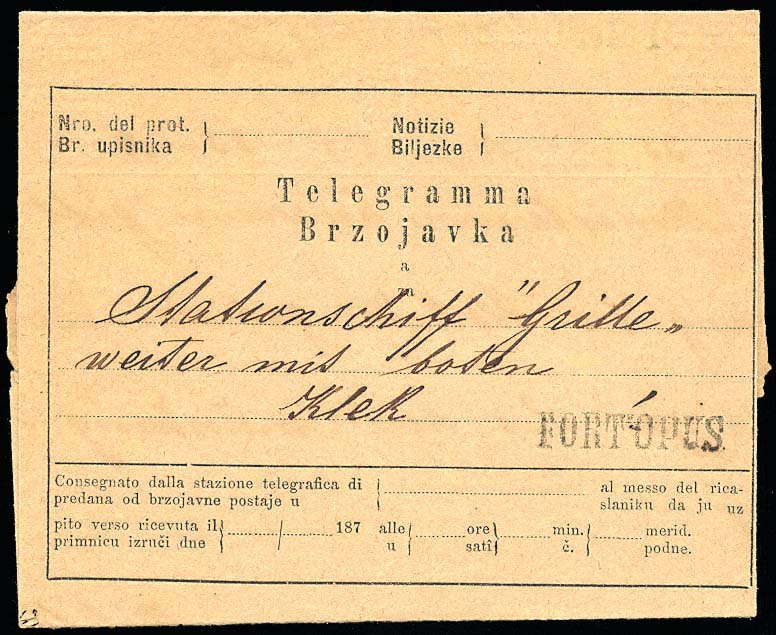 Nro. del prot. Notizie
Br. upisnika Biljezke
Telegramma
Brzojavka
a
za
Stationschiff "Grille„
weiter mit boten
Klek
FORTOPUS
Consegnato dalla stazione telegrafica di al messo del rica-
predana od brzojavne postaje u slaniku da ju uz
pito verso ricevuta il / 187 alle ore min. merid.
primnicu izruči dne u sati č. podne.